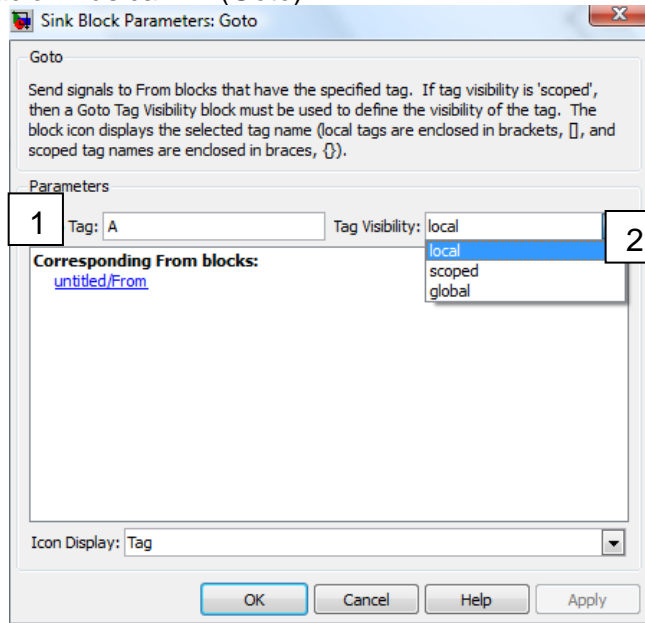 (Goto)
Sink Block Parameters: Goto
Goto
Send signals to From blocks that have the specified tag. If tag visibility is 'scoped',
then a Goto Tag Visibility block must be used to define the visibility of the tag. The
block icon displays the selected tag name (local tags are enclosed in brackets, [], and
scoped tag names are enclosed in braces, {}).
Parameters
1 Tag: A Tag Visibility: local 2
local
scoped
global
Corresponding From blocks:
untitled/From
Icon Display: Tag
OK Cancel Help Apply